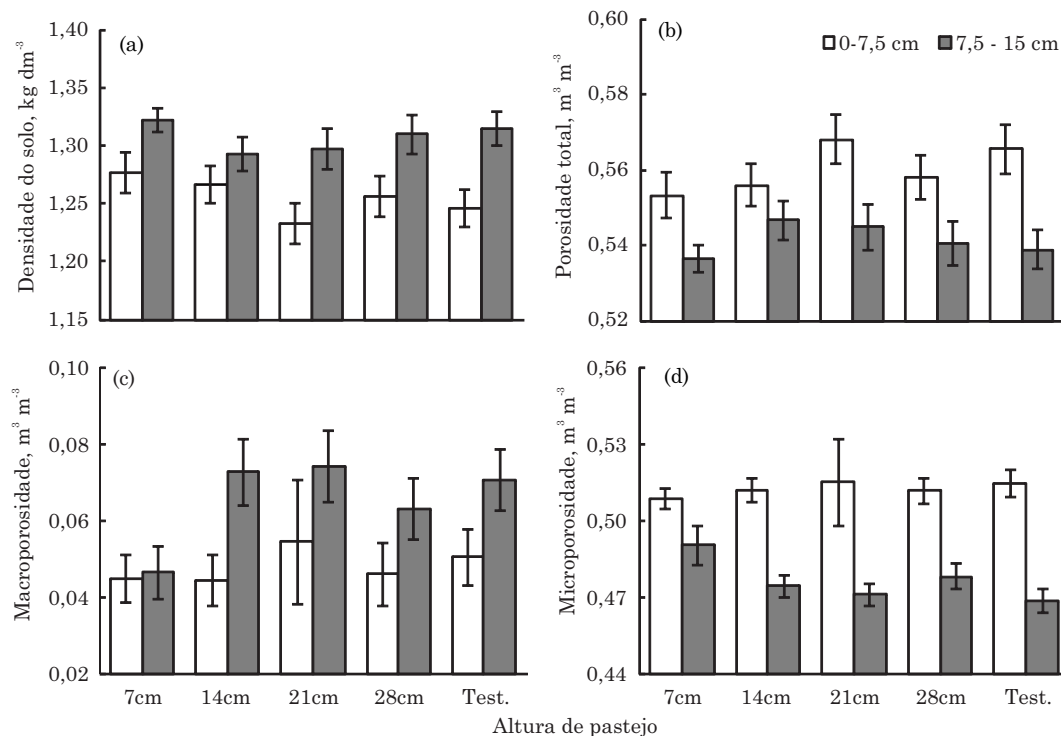 (a)
Densidade do solo, kg dm⁻³
1,40
1,35
1,30
1,25
1,20
1,15
(b)
0-7,5 cm
7,5 - 15 cm
Porosidade total, m³ m⁻³
0,60
0,58
0,56
0,54
0,52
(c)
Macroporosidade, m³ m⁻³
0,10
0,08
0,06
0,04
0,02
7cm 14cm 21cm 28cm Test.
(d)
Microporosidade, m³ m⁻³
0,56
0,53
0,50
0,47
0,44
7cm 14cm 21cm 28cm Test.
Altura de pastejo